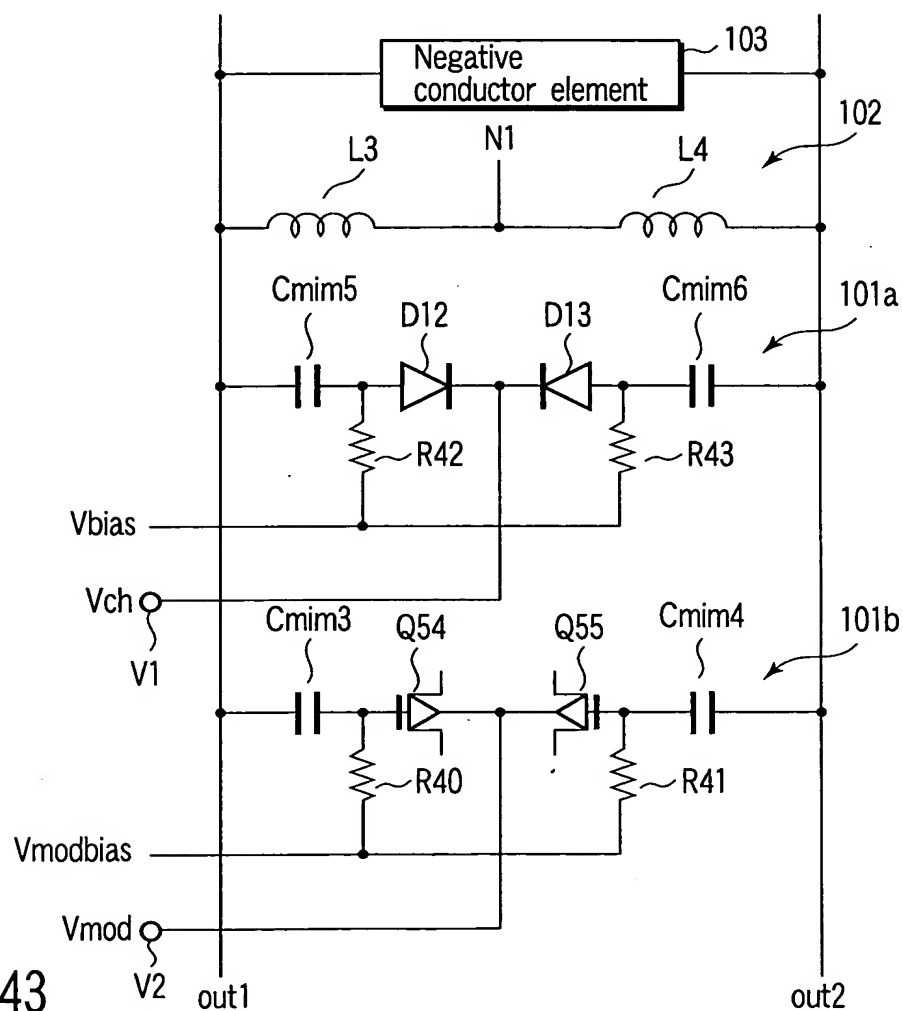 Negative
conductor element
103
N1
102
L3
L4
Cmim5
Cmim6
101a
D12
D13
R42
R43
Vbias
Vch
V1
Cmim3
Q54
Q55
Cmim4
101b
R40
R41
Vmodbias
Vmod
V2
43
out1
out2